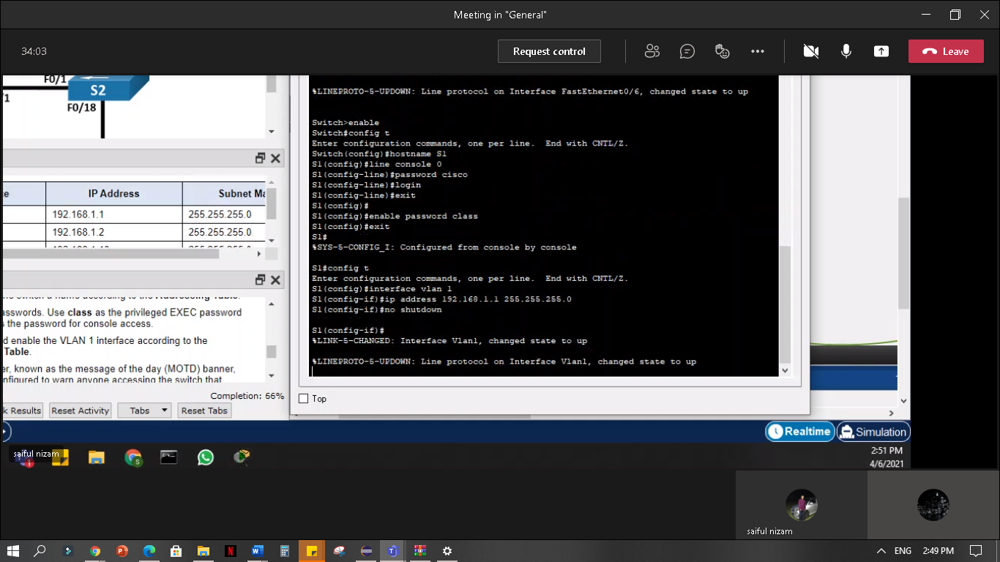 Meeting in "General"
34:03
Request control
Leave
F0/1
/1
S2
F0/18
IP Address
Subnet Ma
192.168.1.1
255.255.255.0
192.168.1.2
255.255.255.0
asswords. Use class as the privileged EXEC password
s the password for console access.
d enable the VLAN 1 interface according to the
Table.
er, known as the message of the day (MOTD) banner,
nfigured to warn anyone accessing the switch that
Completion: 66%
k Results
Reset Activity
Tabs
Reset Tabs
%LINEPROTO-5-UPDOWN: Line protocol on Interface FastEthernet0/6, changed state to up
Switch>enable
Switch#config t
Enter configuration commands, one per line.  End with CNTL/Z.
Switch(config)#hostname S1
S1(config)#line console 0
S1(config-line)#password cisco
S1(config-line)#login
S1(config-line)#exit
S1(config)#
S1(config)#enable password class
S1(config)#exit
S1#
%SYS-5-CONFIG_I: Configured from console by console
S1#config t
Enter configuration commands, one per line.  End with CNTL/Z.
S1(config)#interface vlan 1
S1(config-if)#ip address 192.168.1.1 255.255.255.0
S1(config-if)#no shutdown
S1(config-if)#
%LINK-5-CHANGED: Interface Vlan1, changed state to up
%LINEPROTO-5-UPDOWN: Line protocol on Interface Vlan1, changed state to up
Top
Realtime
Simulation
saiful nizam
2:51 PM
4/6/2021
saiful nizam
ENG
2:49 PM